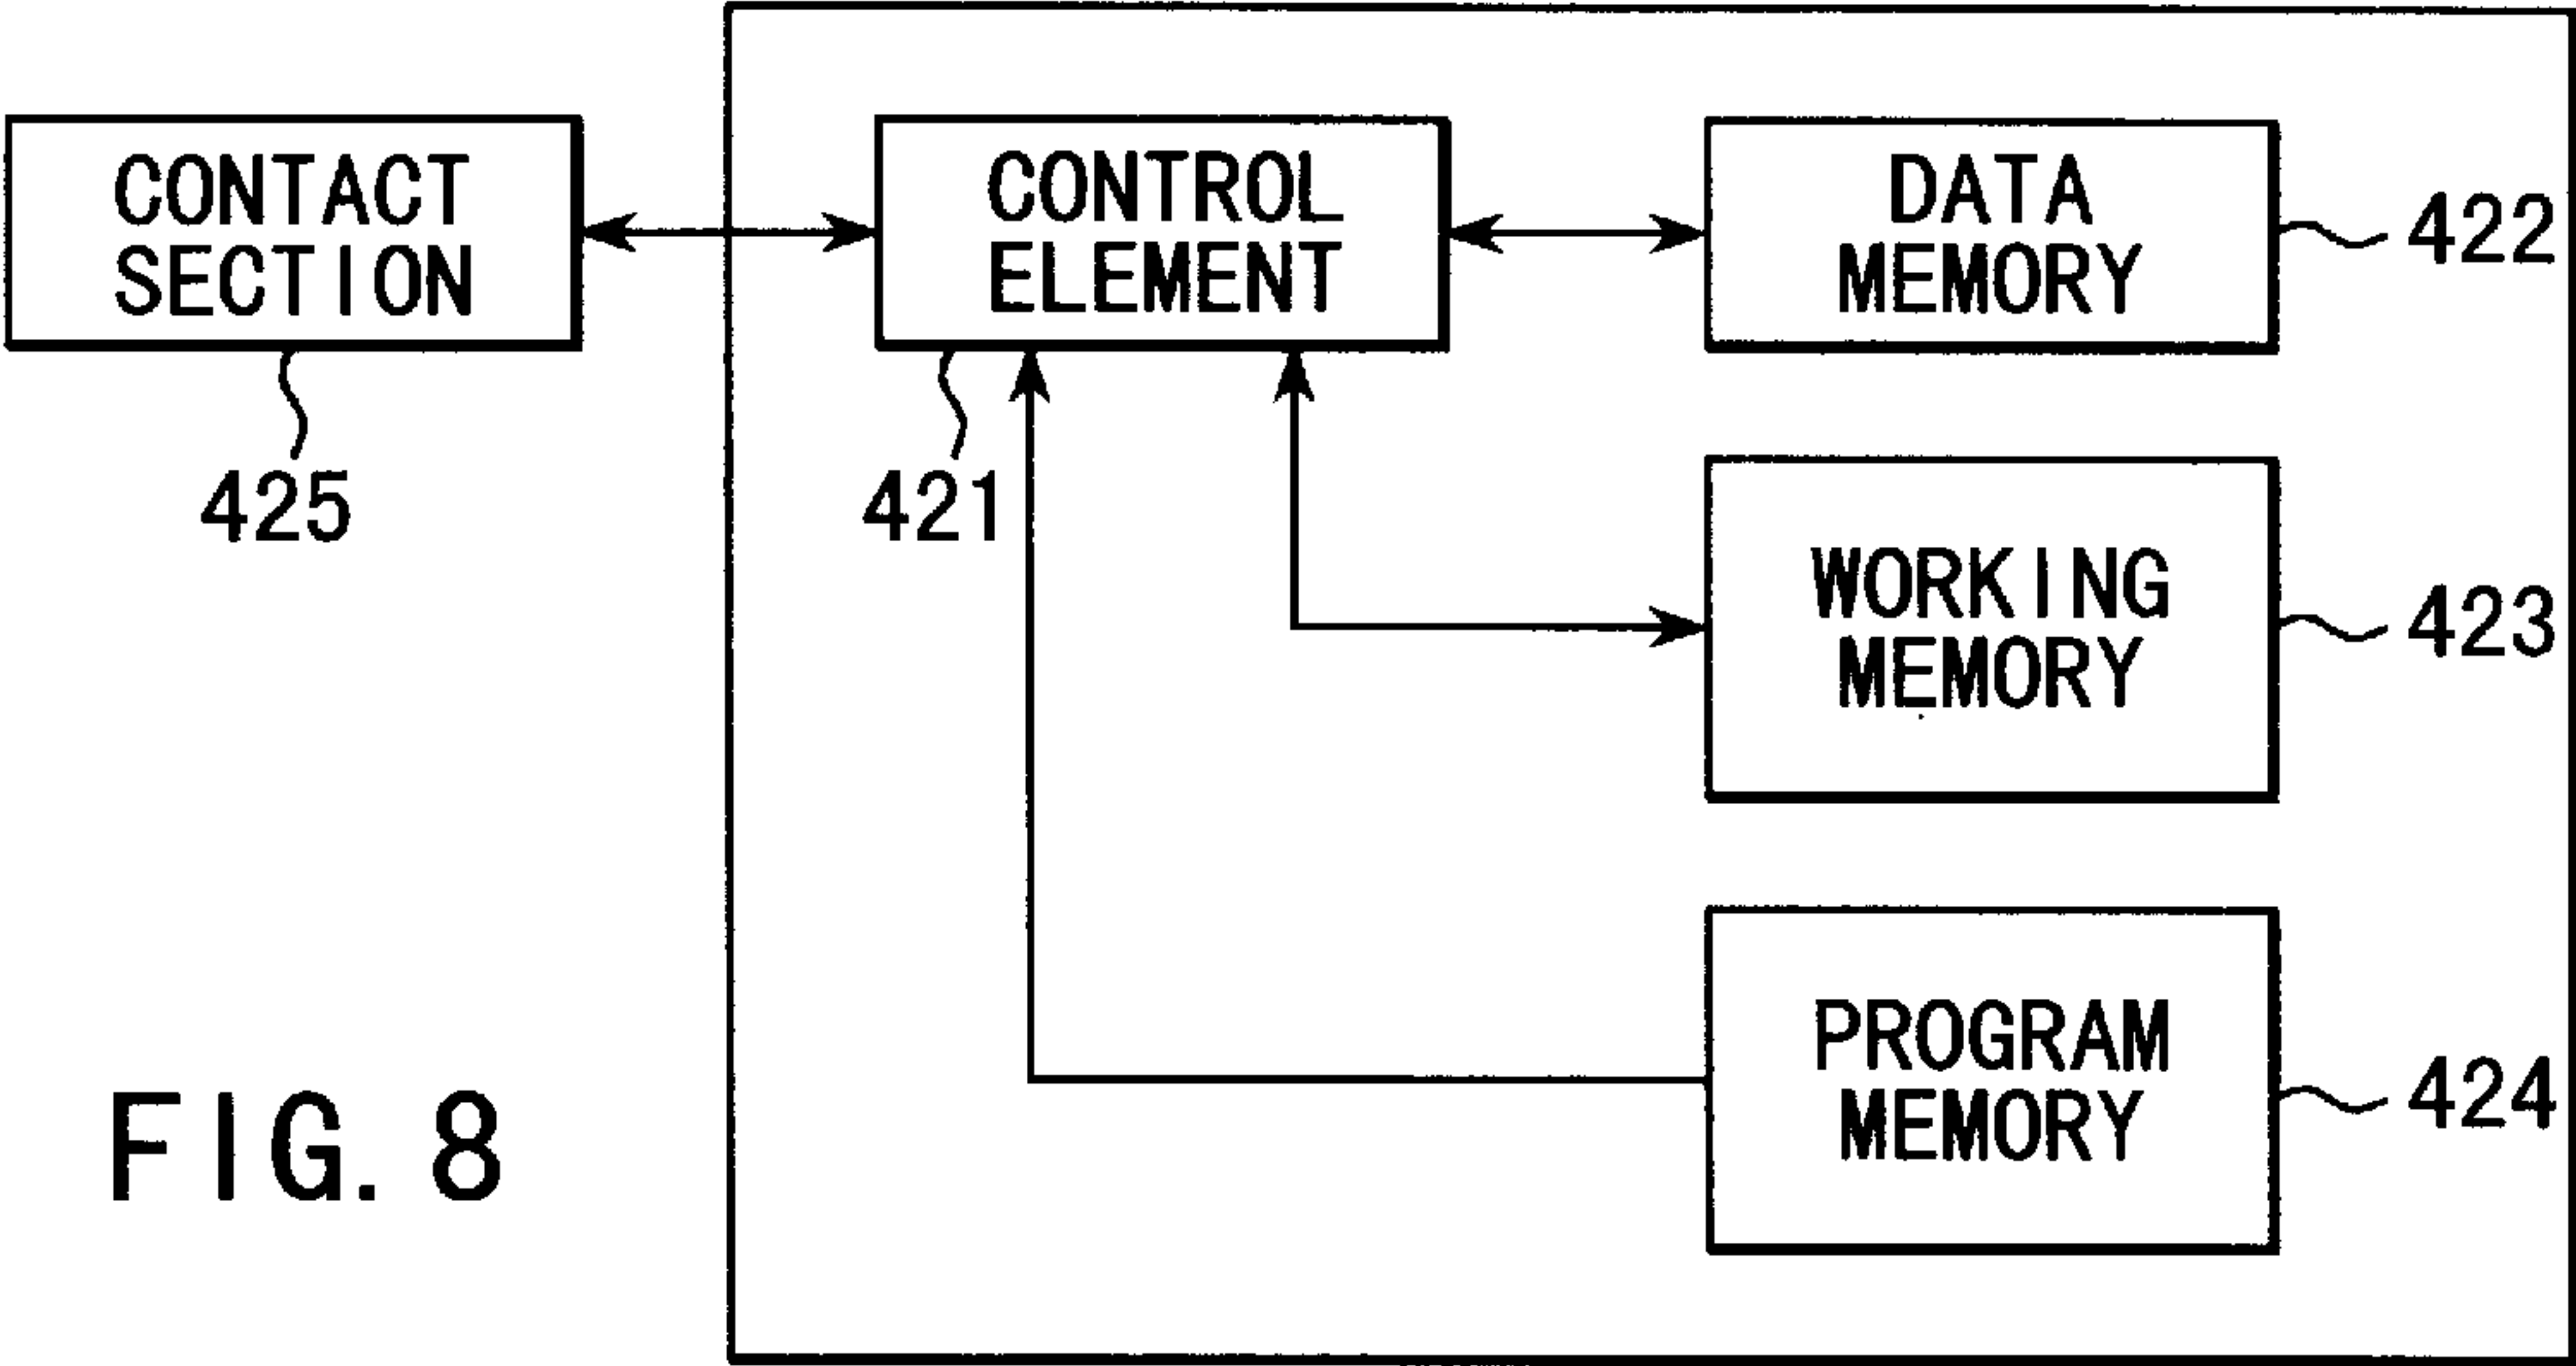 CONTACT
SECTION
425
CONTROL
ELEMENT
421
DATA
MEMORY
422
WORKING
MEMORY
423
PROGRAM
MEMORY
424
FIG. 8